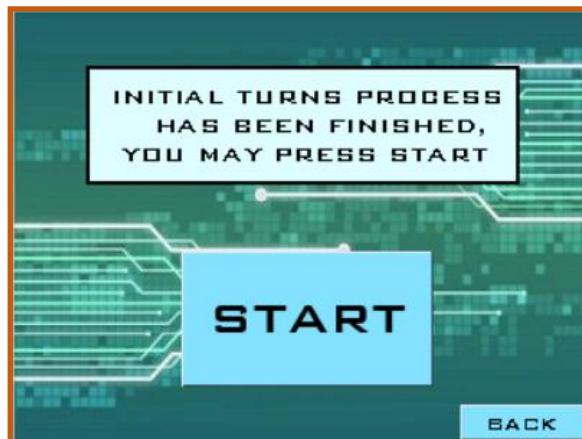 INITIAL TURNS PROCESS
HAS BEEN FINISHED,
YOU MAY PRESS START
START
BACK